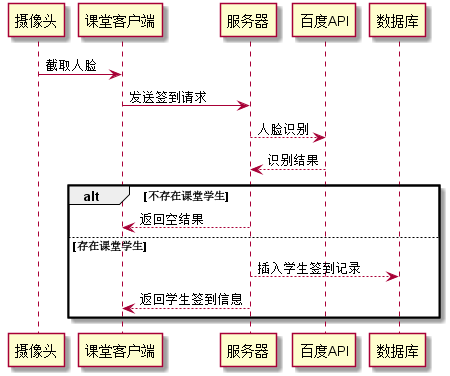 摄像头 课堂客户端 服务器 百度API 数据库
截取人脸
发送签到请求
人脸识别
识别结果
alt [不存在课堂学生]
返回空结果
[存在课堂学生]
插入学生签到记录
返回学生签到信息
摄像头 课堂客户端 服务器 百度API 数据库